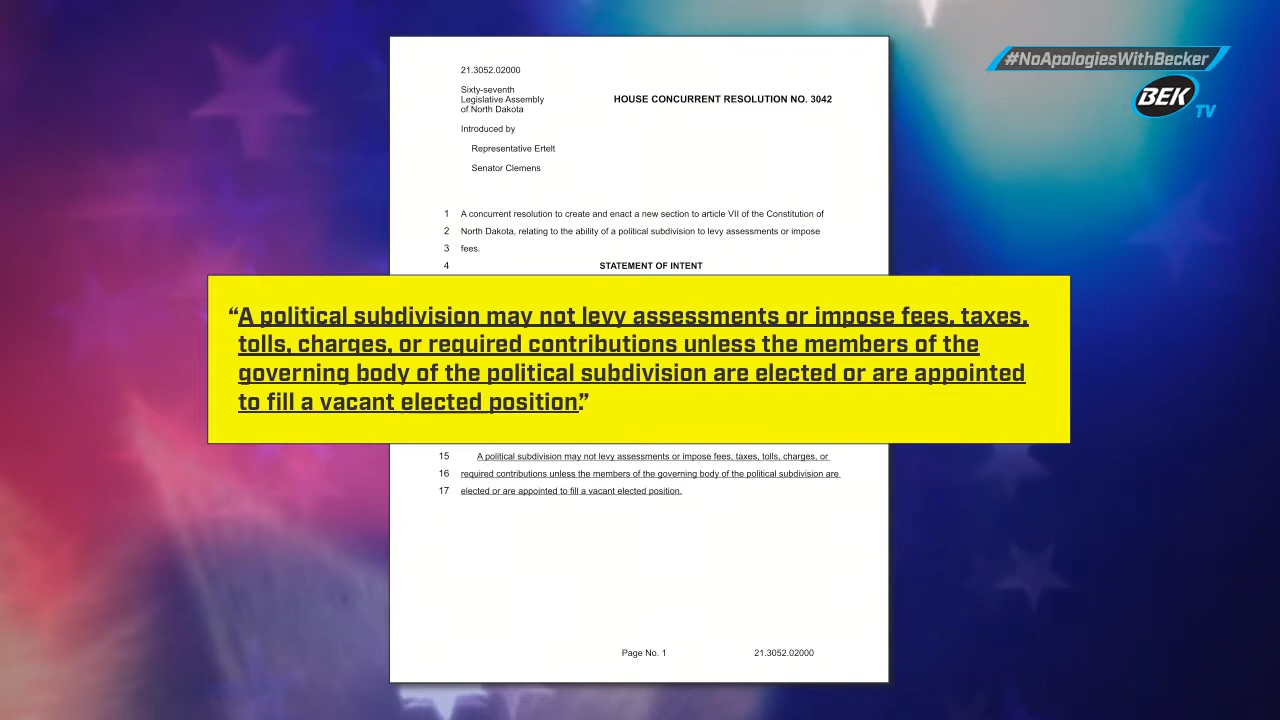 #NoApologiesWithBecker
BEK TV
21.3052.02000
Sixty-seventh
Legislative Assembly
of North Dakota
HOUSE CONCURRENT RESOLUTION NO. 3042
Introduced by
Representative Ertelt
Senator Clemens
1 A concurrent resolution to create and enact a new section to article VII of the Constitution of
2 North Dakota, relating to the ability of a political subdivision to levy assessments or impose
3 fees.
4 STATEMENT OF INTENT
“A political subdivision may not levy assessments or impose fees, taxes,
tolls, charges, or required contributions unless the members of the
governing body of the political subdivision are elected or are appointed
to fill a vacant elected position.”
15 A political subdivision may not levy assessments or impose fees, taxes, tolls, charges, or
16 required contributions unless the members of the governing body of the political subdivision are
17 elected or are appointed to fill a vacant elected position.
Page No. 1 21.3052.02000